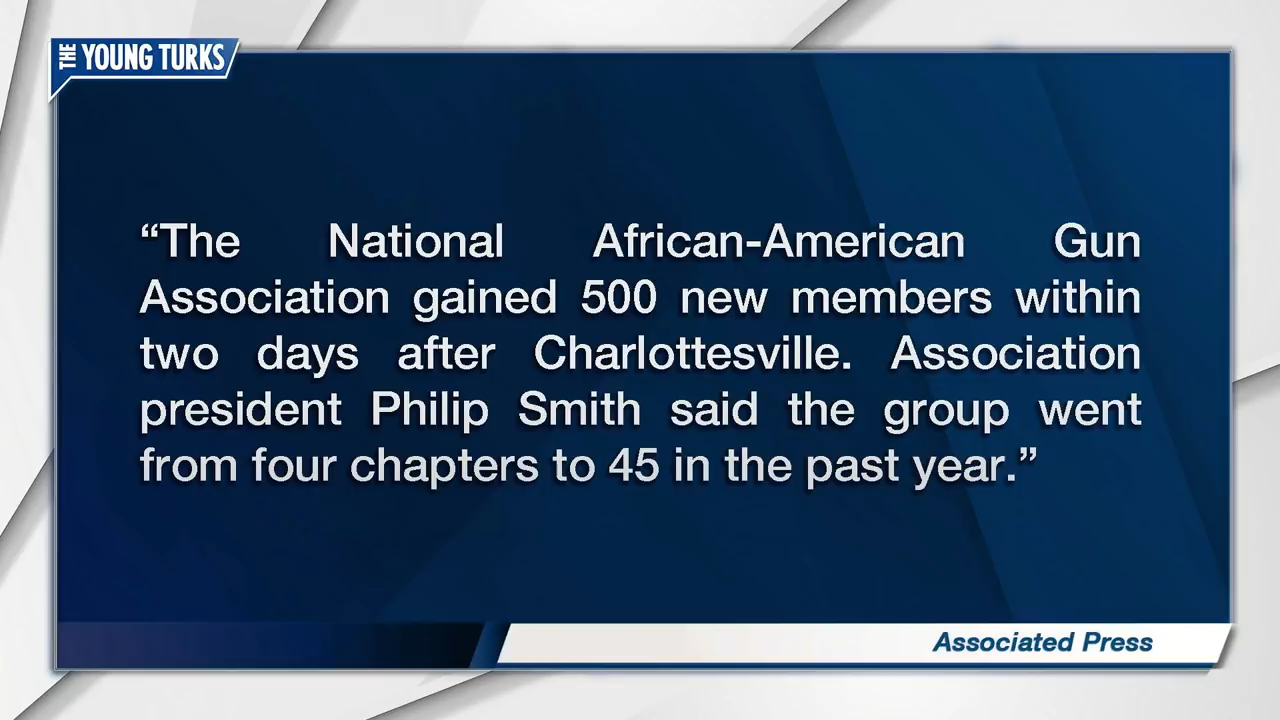 THE YOUNG TURKS
“The National African-American Gun
Association gained 500 new members within
two days after Charlottesville. Association
president Philip Smith said the group went
from four chapters to 45 in the past year.”
Associated Press